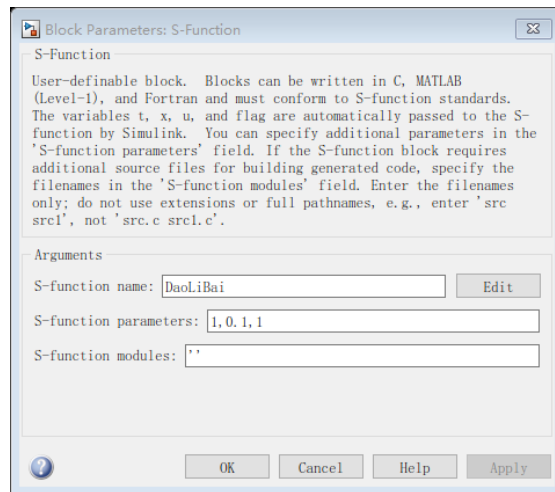 Block Parameters: S-Function
S-Function
User-definable block. Blocks can be written in C, MATLAB
(Level-1), and Fortran and must conform to S-function standards.
The variables t, x, u, and flag are automatically passed to the S-
function by Simulink. You can specify additional parameters in the
'S-function parameters' field. If the S-function block requires
additional source files for building generated code, specify the
filenames in the 'S-function modules' field. Enter the filenames
only; do not use extensions or full pathnames, e.g., enter 'src
src1', not 'src.c src1.c'.
Arguments
S-function name: DaoLiBai Edit
S-function parameters: 1,0.1,1
S-function modules: ''
OK Cancel Help Apply